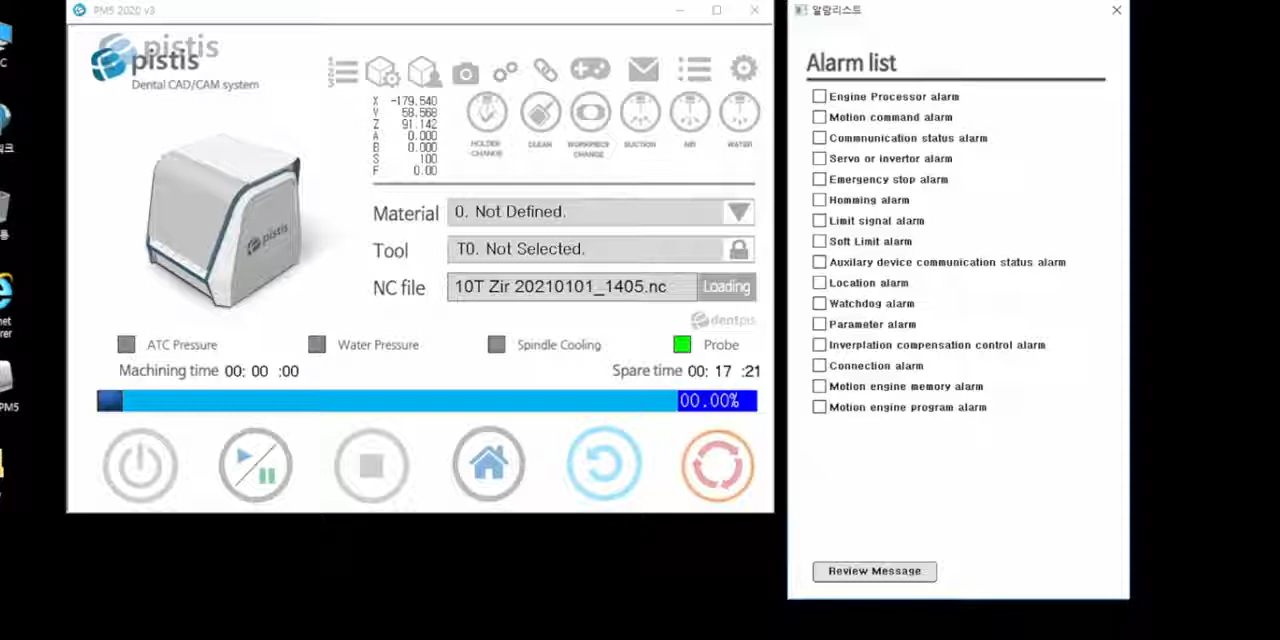 PM5 2020 v3
pistis
pistis
Dental CAD/CAM system
X -179.540
Y 58.568
Z 91.142
A 0.000
B 0.000
S 100
F 0.00
HOLDER CHANGE
CLEAN
WORKPIECE CHANGE
SUCTION
AIR
WATER
Material 0. Not Defined.
Tool T0. Not Selected.
NC file 10T Zir 20210101_1405.nc Loading
pistis
dentpis
ATC Pressure Water Pressure Spindle Cooling Probe
Machining time 00: 00 :00 Spare time 00: 17 :21
00.00%
알람리스트
Alarm list
Engine Processor alarm
Motion command alarm
Communication status alarm
Servo or invertor alarm
Emergency stop alarm
Homming alarm
Limit signal alarm
Soft Limit alarm
Auxilary device communication status alarm
Location alarm
Watchdog alarm
Parameter alarm
Inverplation compensation control alarm
Connection alarm
Motion engine memory alarm
Motion engine program alarm
Review Message
PM5